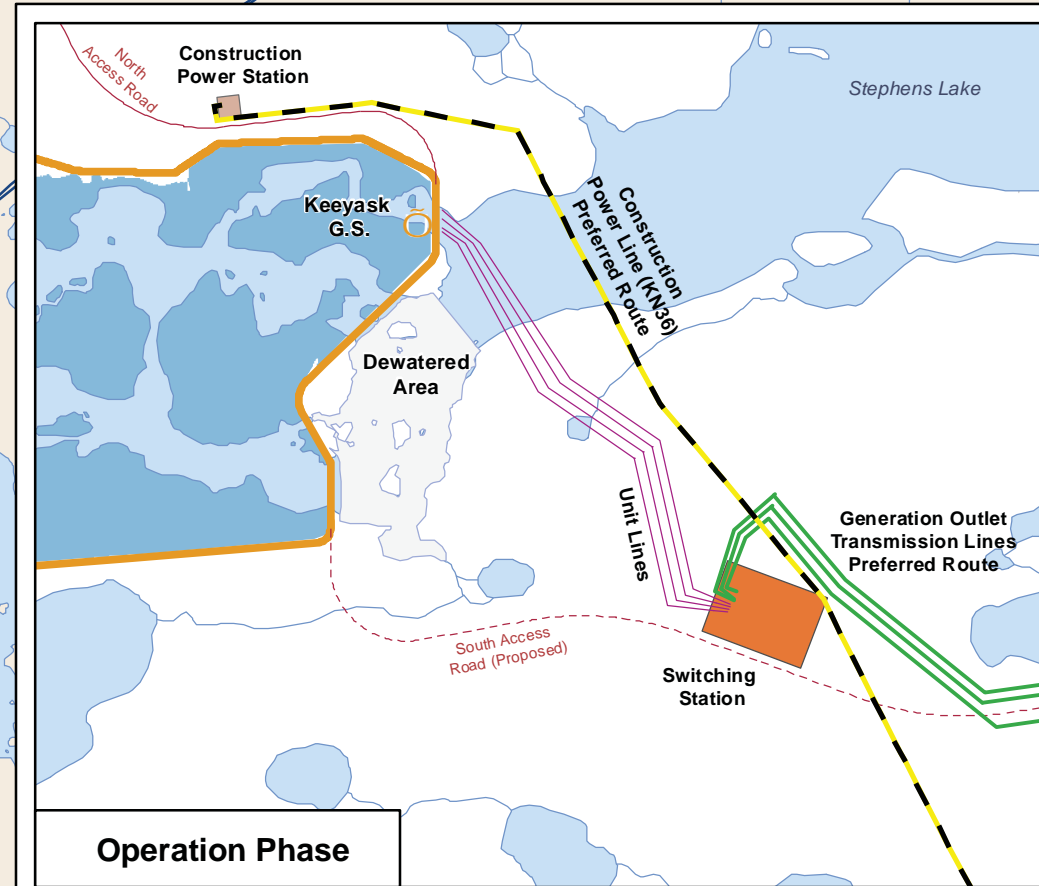 Construction
Power Station
North
Access Road
Stephens Lake
Keeyask
G.S.
Construction
Power Line (KN36)
Preferred Route
Dewatered
Area
Unit Lines
Generation Outlet
Transmission Lines
Preferred Route
South Access
Road (Proposed)
Switching
Station
Operation Phase